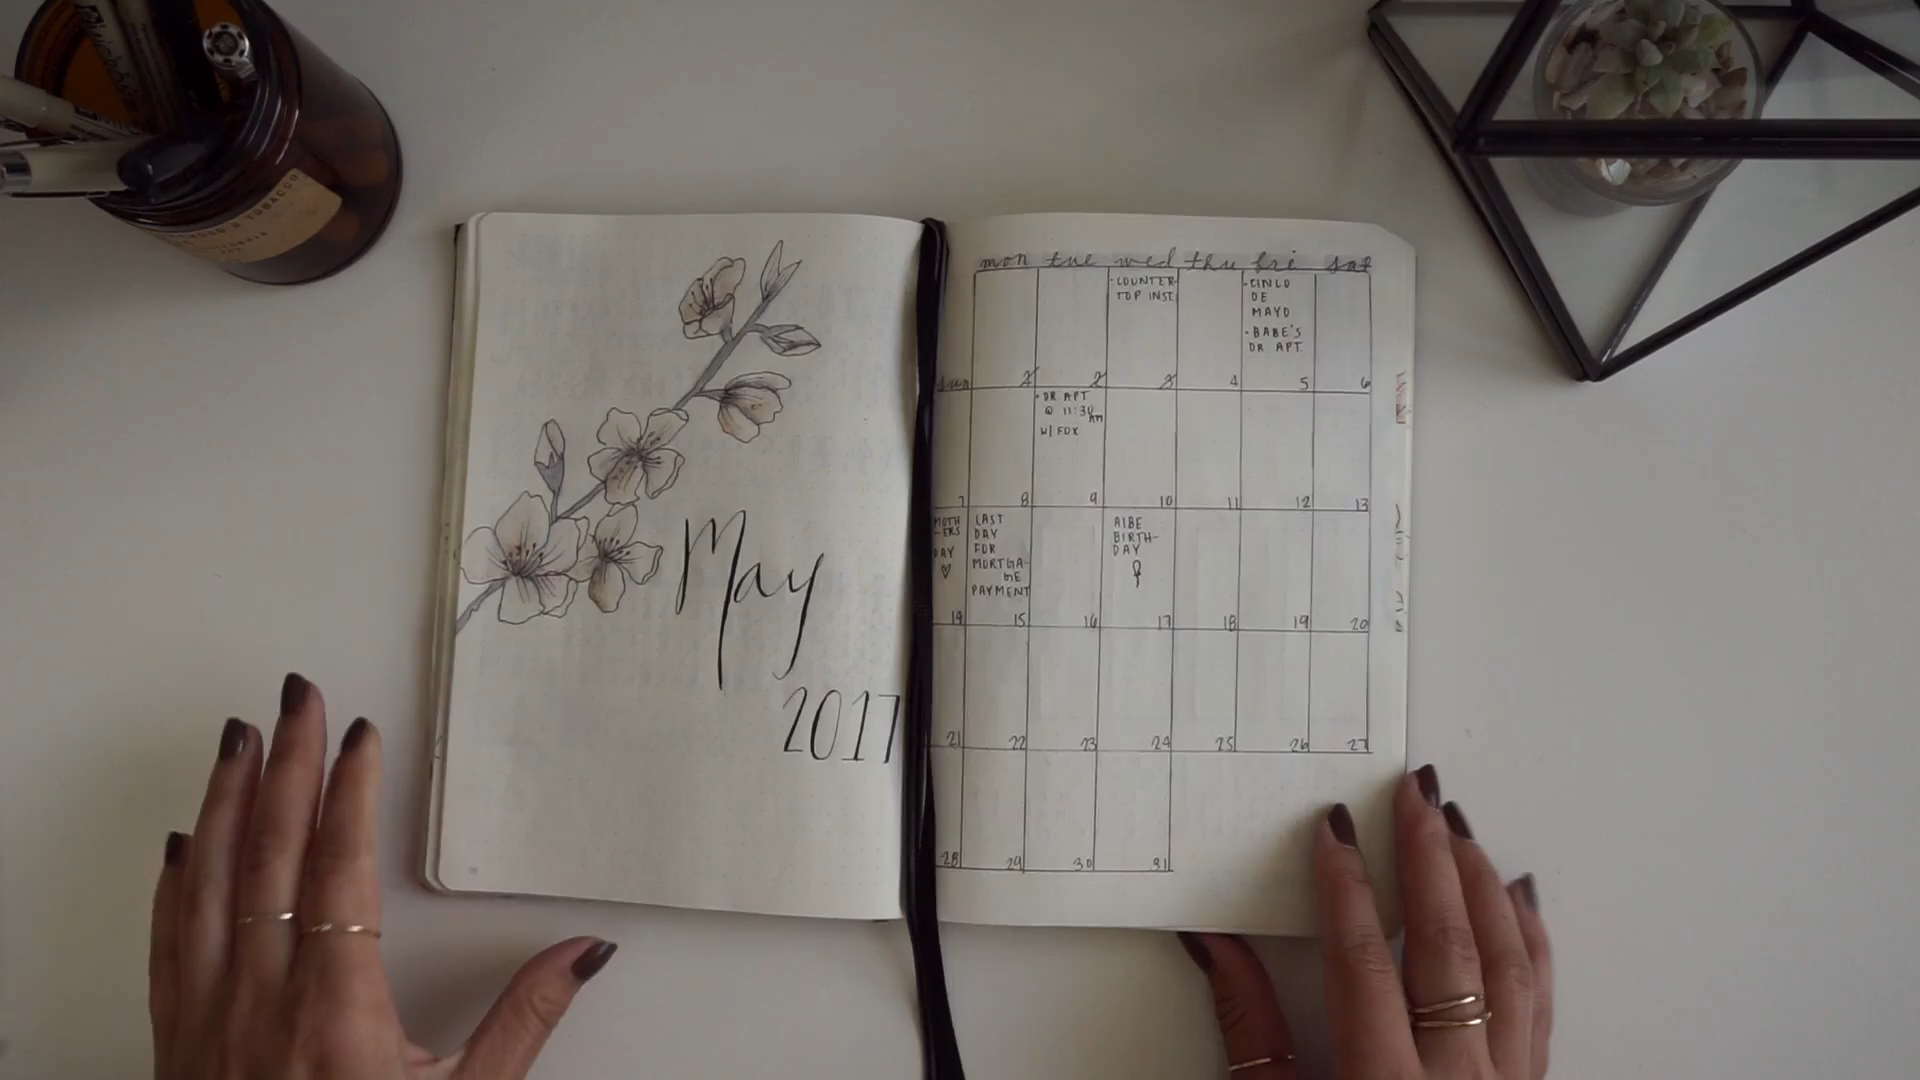 May
2017
mon tue wed thu fri sat
sun
· COUNTER-
TOP INST.
· CINCO
DE
MAYO
· BABE'S
DR APT.
1 2 3 4 5 6
· DR APT
@ 11:30
AM
W/ FOX
7 8 9 10 11 12 13
MOTH
-ERS
DAY
♡
LAST
DAY
FOR
MORTGA-
GE
PAYMENT
AIBE
BIRTH-
DAY
14 15 16 17 18 19 20
21 22 23 24 25 26 27
28 29 30 31
TOBACCO